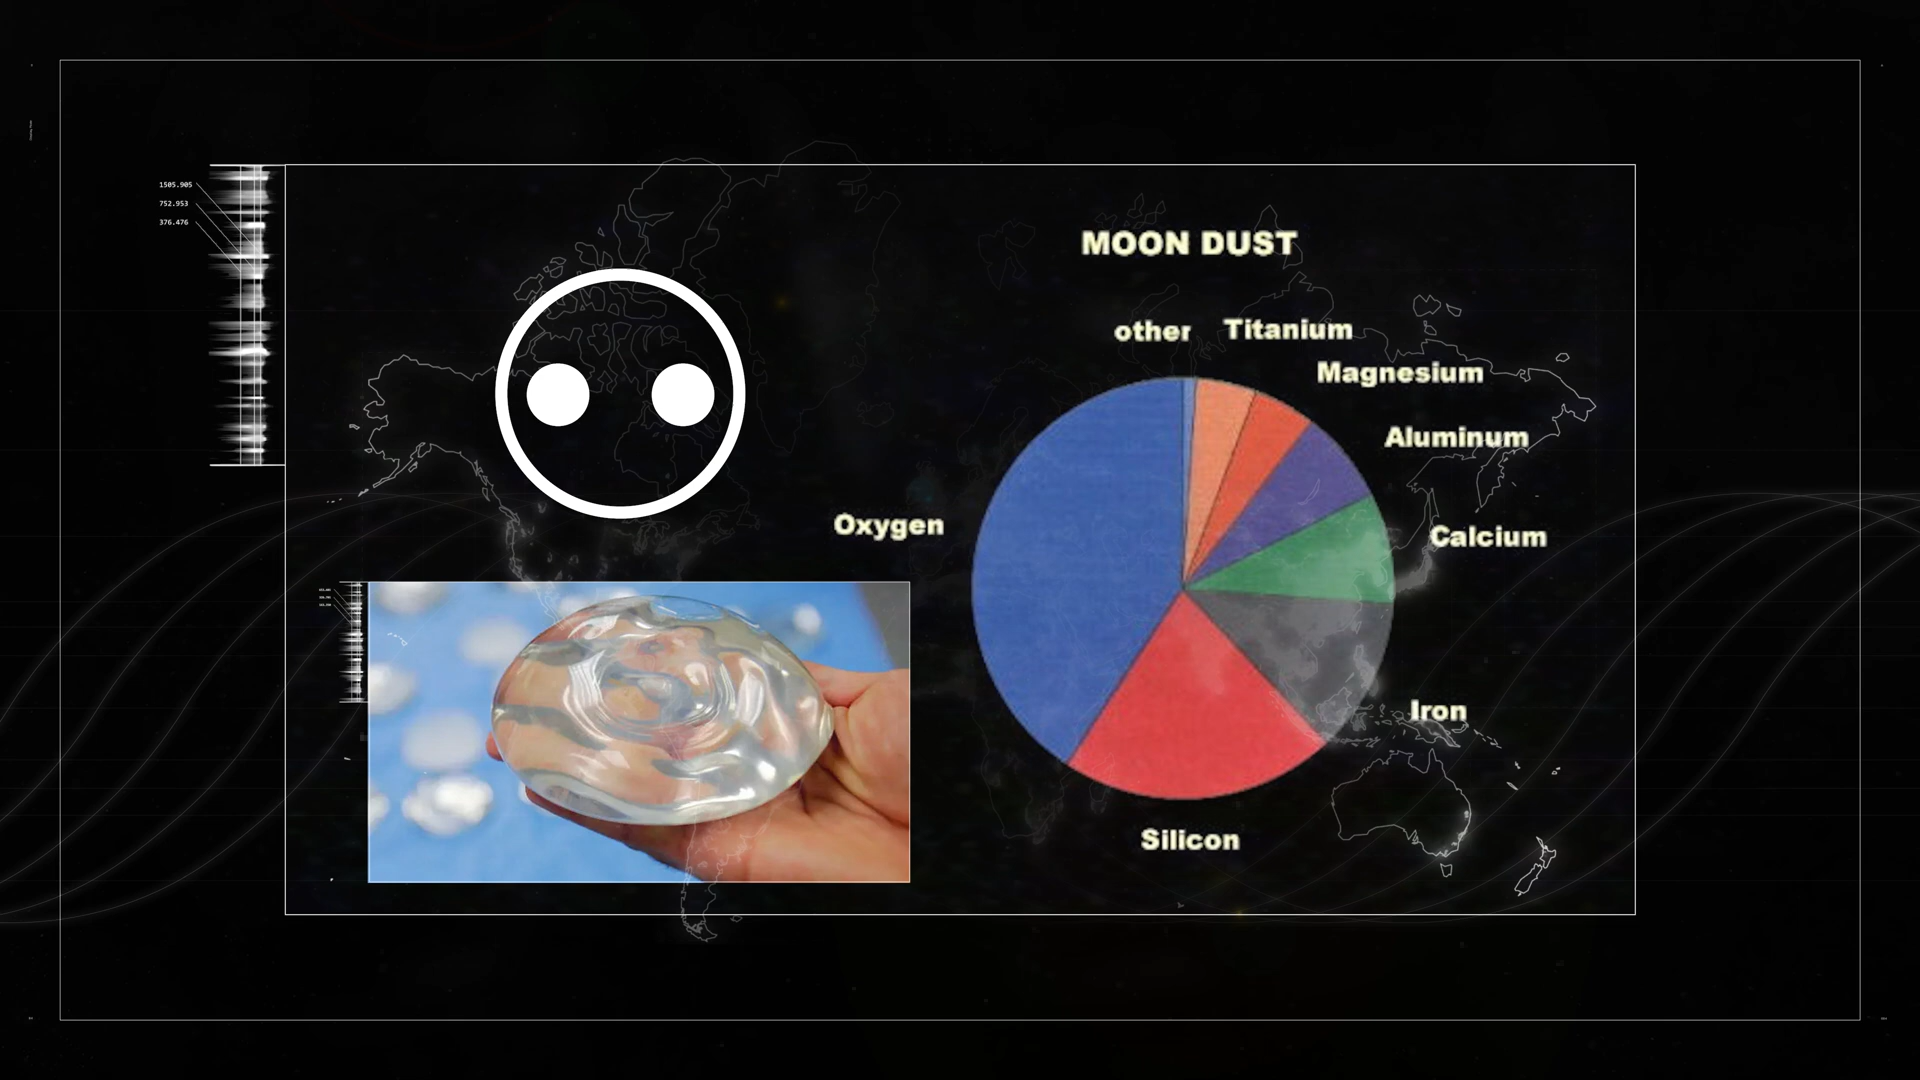 1505.905
752.953
376.476
MOON DUST
other
Titanium
Magnesium
Aluminum
Oxygen
Calcium
Iron
Silicon